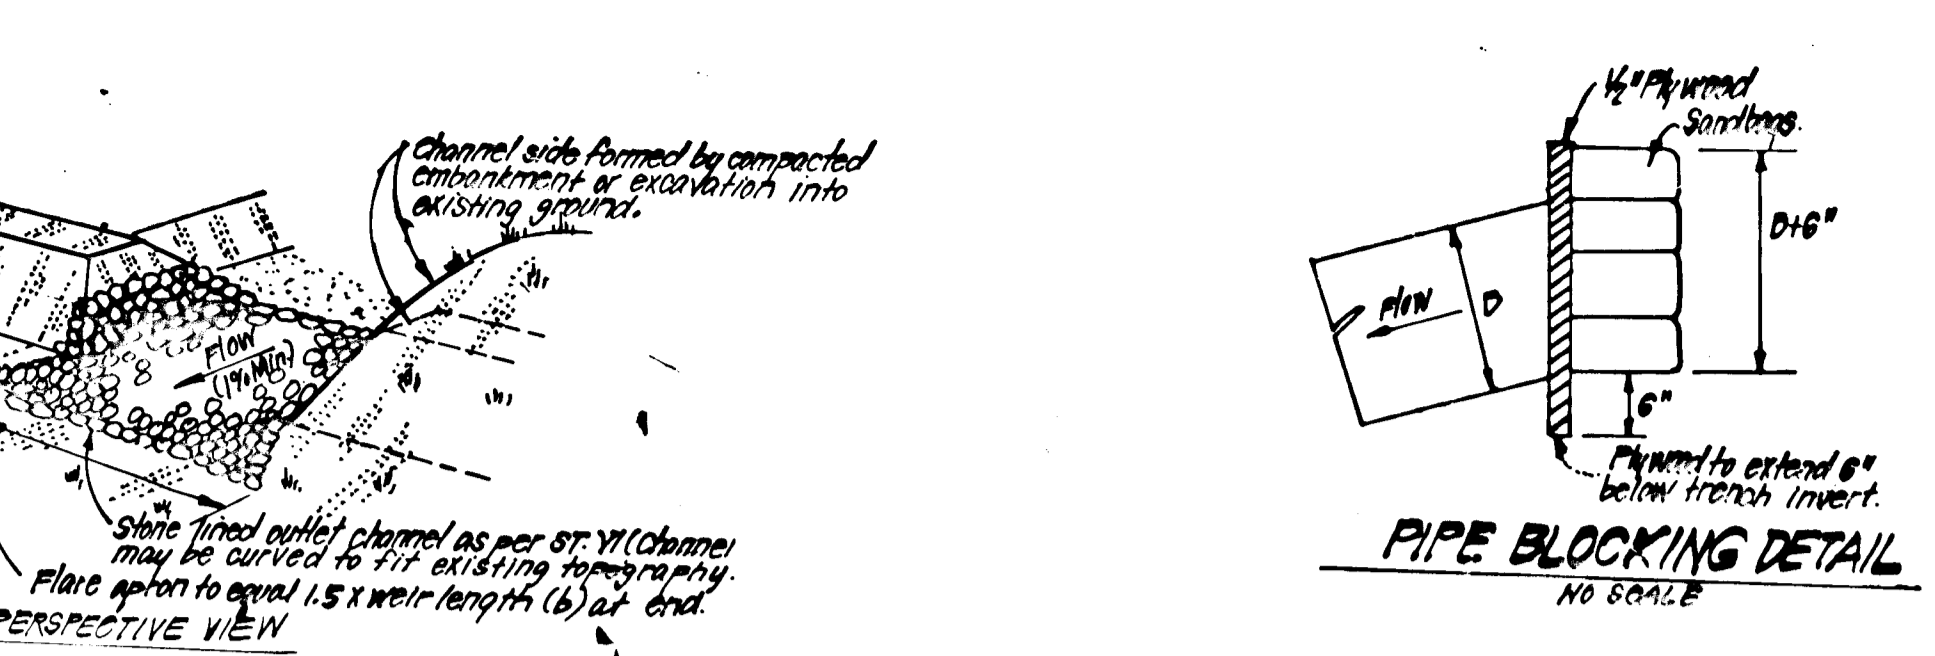 Channel side formed by compacted
embankment or excavation into
existing ground.
FLOW
(1% Min.)
Stone lined outlet channel as per ST. VI (Channel
may be curved to fit existing topography.
Flare apron to equal 1.5 x weir length (b) at end.
PERSPECTIVE VIEW
1/2" Plywood
Sandbags.
D+6"
FLOW
D
6"
Plywood to extend 6"
below trench invert.
PIPE BLOCKING DETAIL
NO SCALE